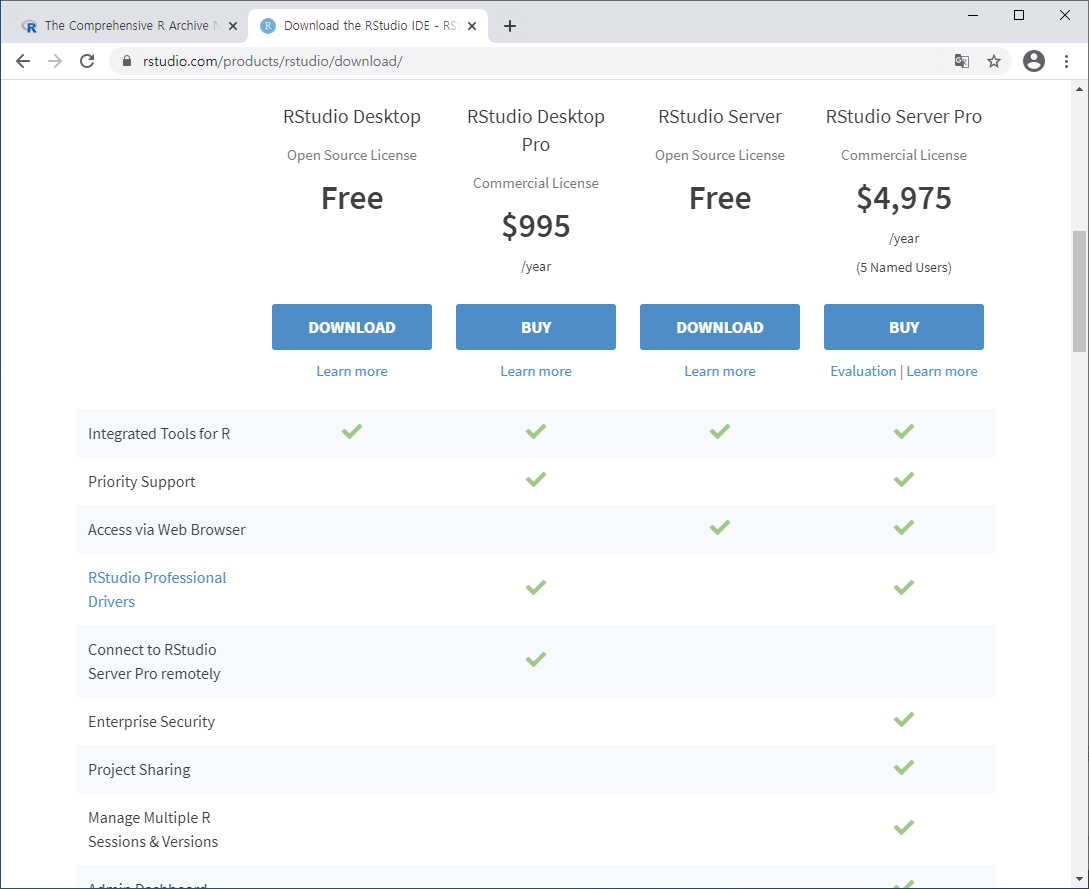 The Comprehensive R Archive N
Download the RStudio IDE - RS
rstudio.com/products/rstudio/download/
RStudio Desktop
Open Source License
Free
DOWNLOAD
Learn more
RStudio Desktop
Pro
Commercial License
$995
/year
BUY
Learn more
RStudio Server
Open Source License
Free
DOWNLOAD
Learn more
RStudio Server Pro
Commercial License
$4,975
/year
(5 Named Users)
BUY
Evaluation | Learn more
Integrated Tools for R
Priority Support
Access via Web Browser
RStudio Professional
Drivers
Connect to RStudio
Server Pro remotely
Enterprise Security
Project Sharing
Manage Multiple R
Sessions & Versions
Admin Dashboard